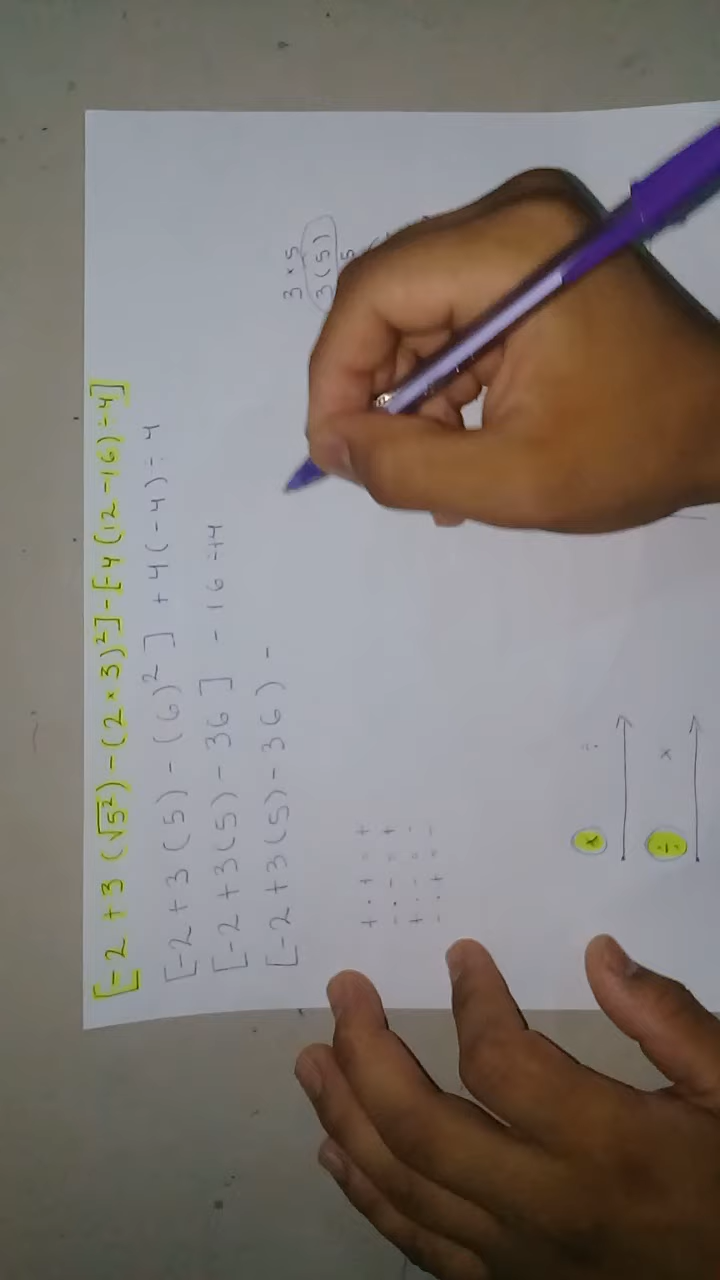 [-2 + 3 (√5²) - (2 × 3)²] - [-4 (12 - 16) ÷ 4]
[-2 + 3 (5) - (6)²] + 4 (-4) ÷ 4
[-2 + 3 (5) - 36] - 16 ÷ 4
[-2 + 3 (5) - 36) -
3 × 5
3 (5)
5
+ . + = +
- . - = +
+ . - = -
- . + = -
× ÷
÷ ×